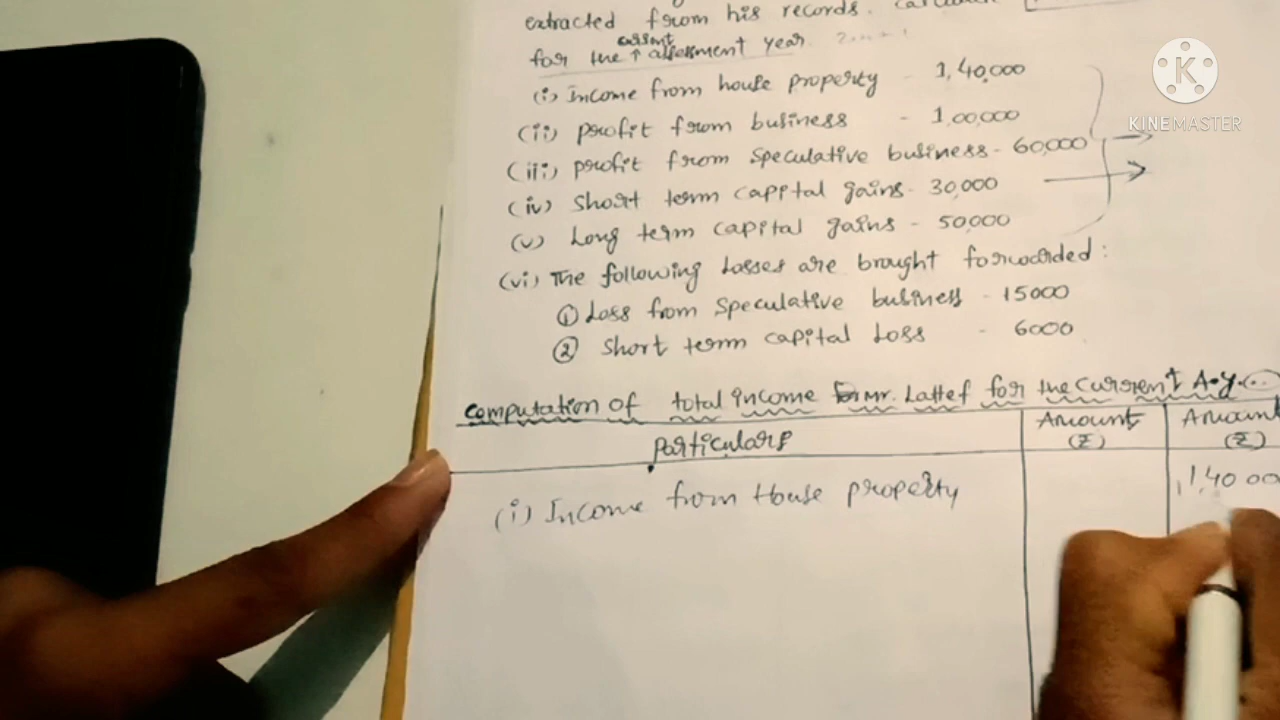 extracted from his records.
current
for the ↑ assesment year
(i) Income from house property - 1,40,000
(ii) profit from business - 1,00,000
(iii) profit from speculative business - 60,000
(iv) Short term capital gains - 30,000
(v) Long term capital gains - 50,000
(vi) The following Losses are brought forwarded :
① Loss from speculative business - 15000
② Short term capital Loss - 6000
Computation of total income for Mr. Lattef for the current A.y...
particulars Amount (₹) Amount (₹)
(i) Income from House property 1,40 000
K
KINEMASTER